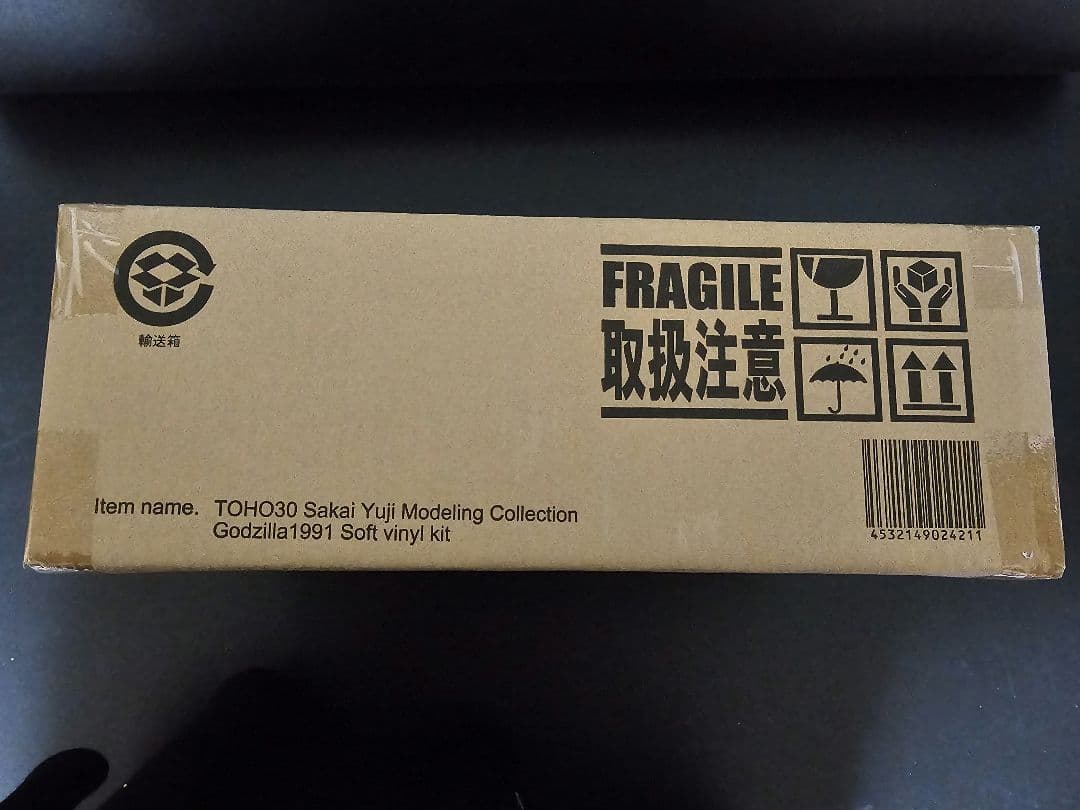 輸送箱
FRAGILE
取扱注意
Item name. TOHO30 Sakai Yuji Modeling Collection
Godzilla1991 Soft vinyl kit
4532149024211